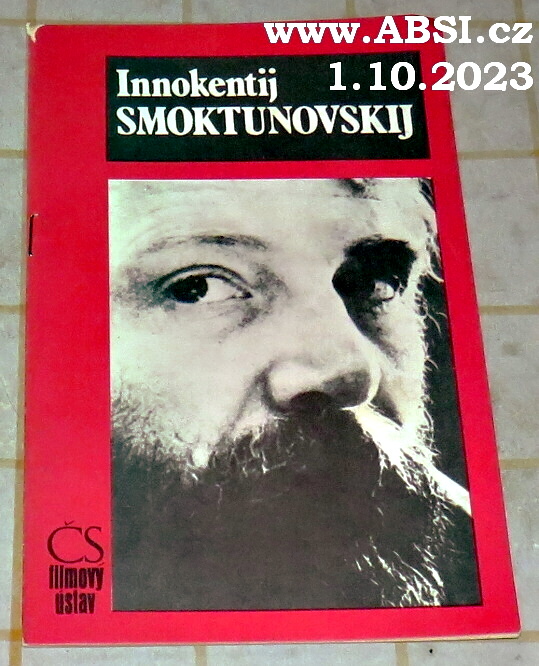 www.ABSI.cz
1.10.2023
Innokentij
SMOKTUNOVSKIJ
ČS
filmový
ústav